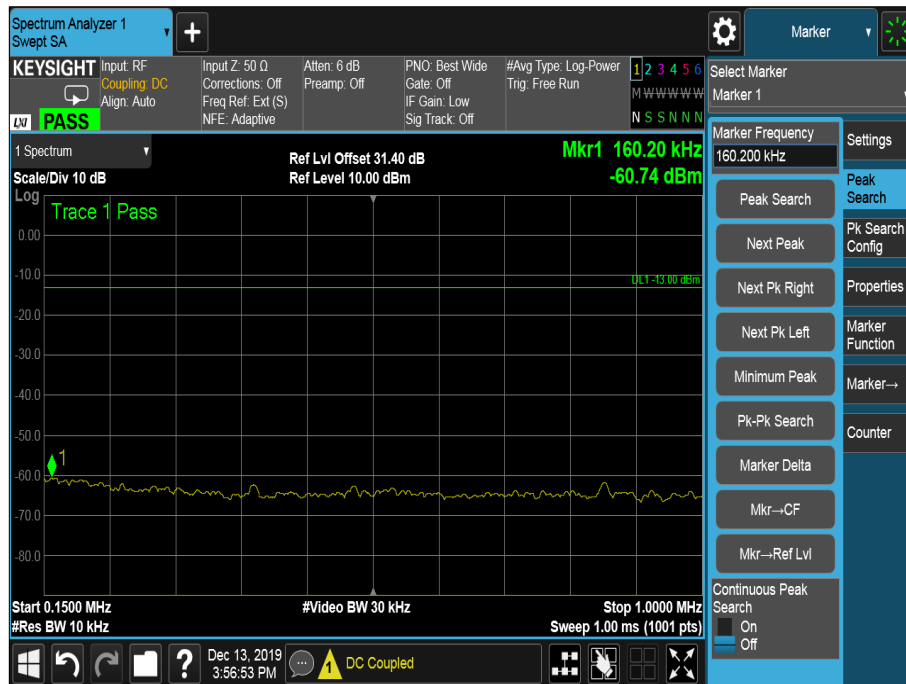 Spectrum Analyzer 1
Swept SA
+
Marker
KEYSIGHT
LXI
PASS
Input: RF
Coupling: DC
Align: Auto
Input Z: 50 Ω
Corrections: Off
Freq Ref: Ext (S)
NFE: Adaptive
Atten: 6 dB
Preamp: Off
PNO: Best Wide
Gate: Off
IF Gain: Low
Sig Track: Off
#Avg Type: Log-Power
Trig: Free Run
1 2 3 4 5 6
M W W W W W
N S S N N N
Select Marker
Marker 1
1 Spectrum
Scale/Div 10 dB
Ref Lvl Offset 31.40 dB
Ref Level 10.00 dBm
Mkr1 160.20 kHz
-60.74 dBm
Log
Trace 1 Pass
0.00
-10.0
DL1 -13.00 dBm
-20.0
-30.0
-40.0
-50.0
1
-60.0
-70.0
-80.0
Start 0.1500 MHz
#Res BW 10 kHz
#Video BW 30 kHz
Stop 1.0000 MHz
Sweep 1.00 ms (1001 pts)
Marker Frequency
160.200 kHz
Peak Search
Next Peak
Next Pk Right
Next Pk Left
Minimum Peak
Pk-Pk Search
Marker Delta
Mkr→CF
Mkr→Ref Lvl
Continuous Peak
Search
On
Off
Settings
Peak
Search
Pk Search
Config
Properties
Marker
Function
Marker→
Counter
?
Dec 13, 2019
3:56:53 PM
1
DC Coupled